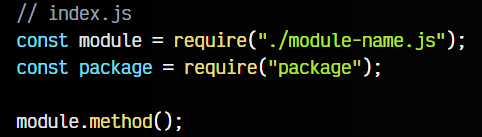 // index.js
const module = require("./module-name.js");
const package = require("package");
module.method();